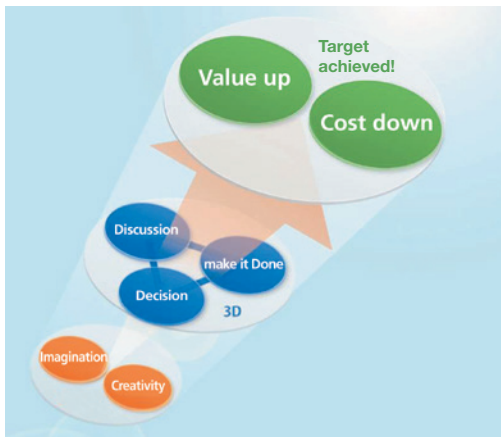 Target
achieved!
Value up
Cost down
Discussion
make it Done
Decision
3D
Imagination
Creativity